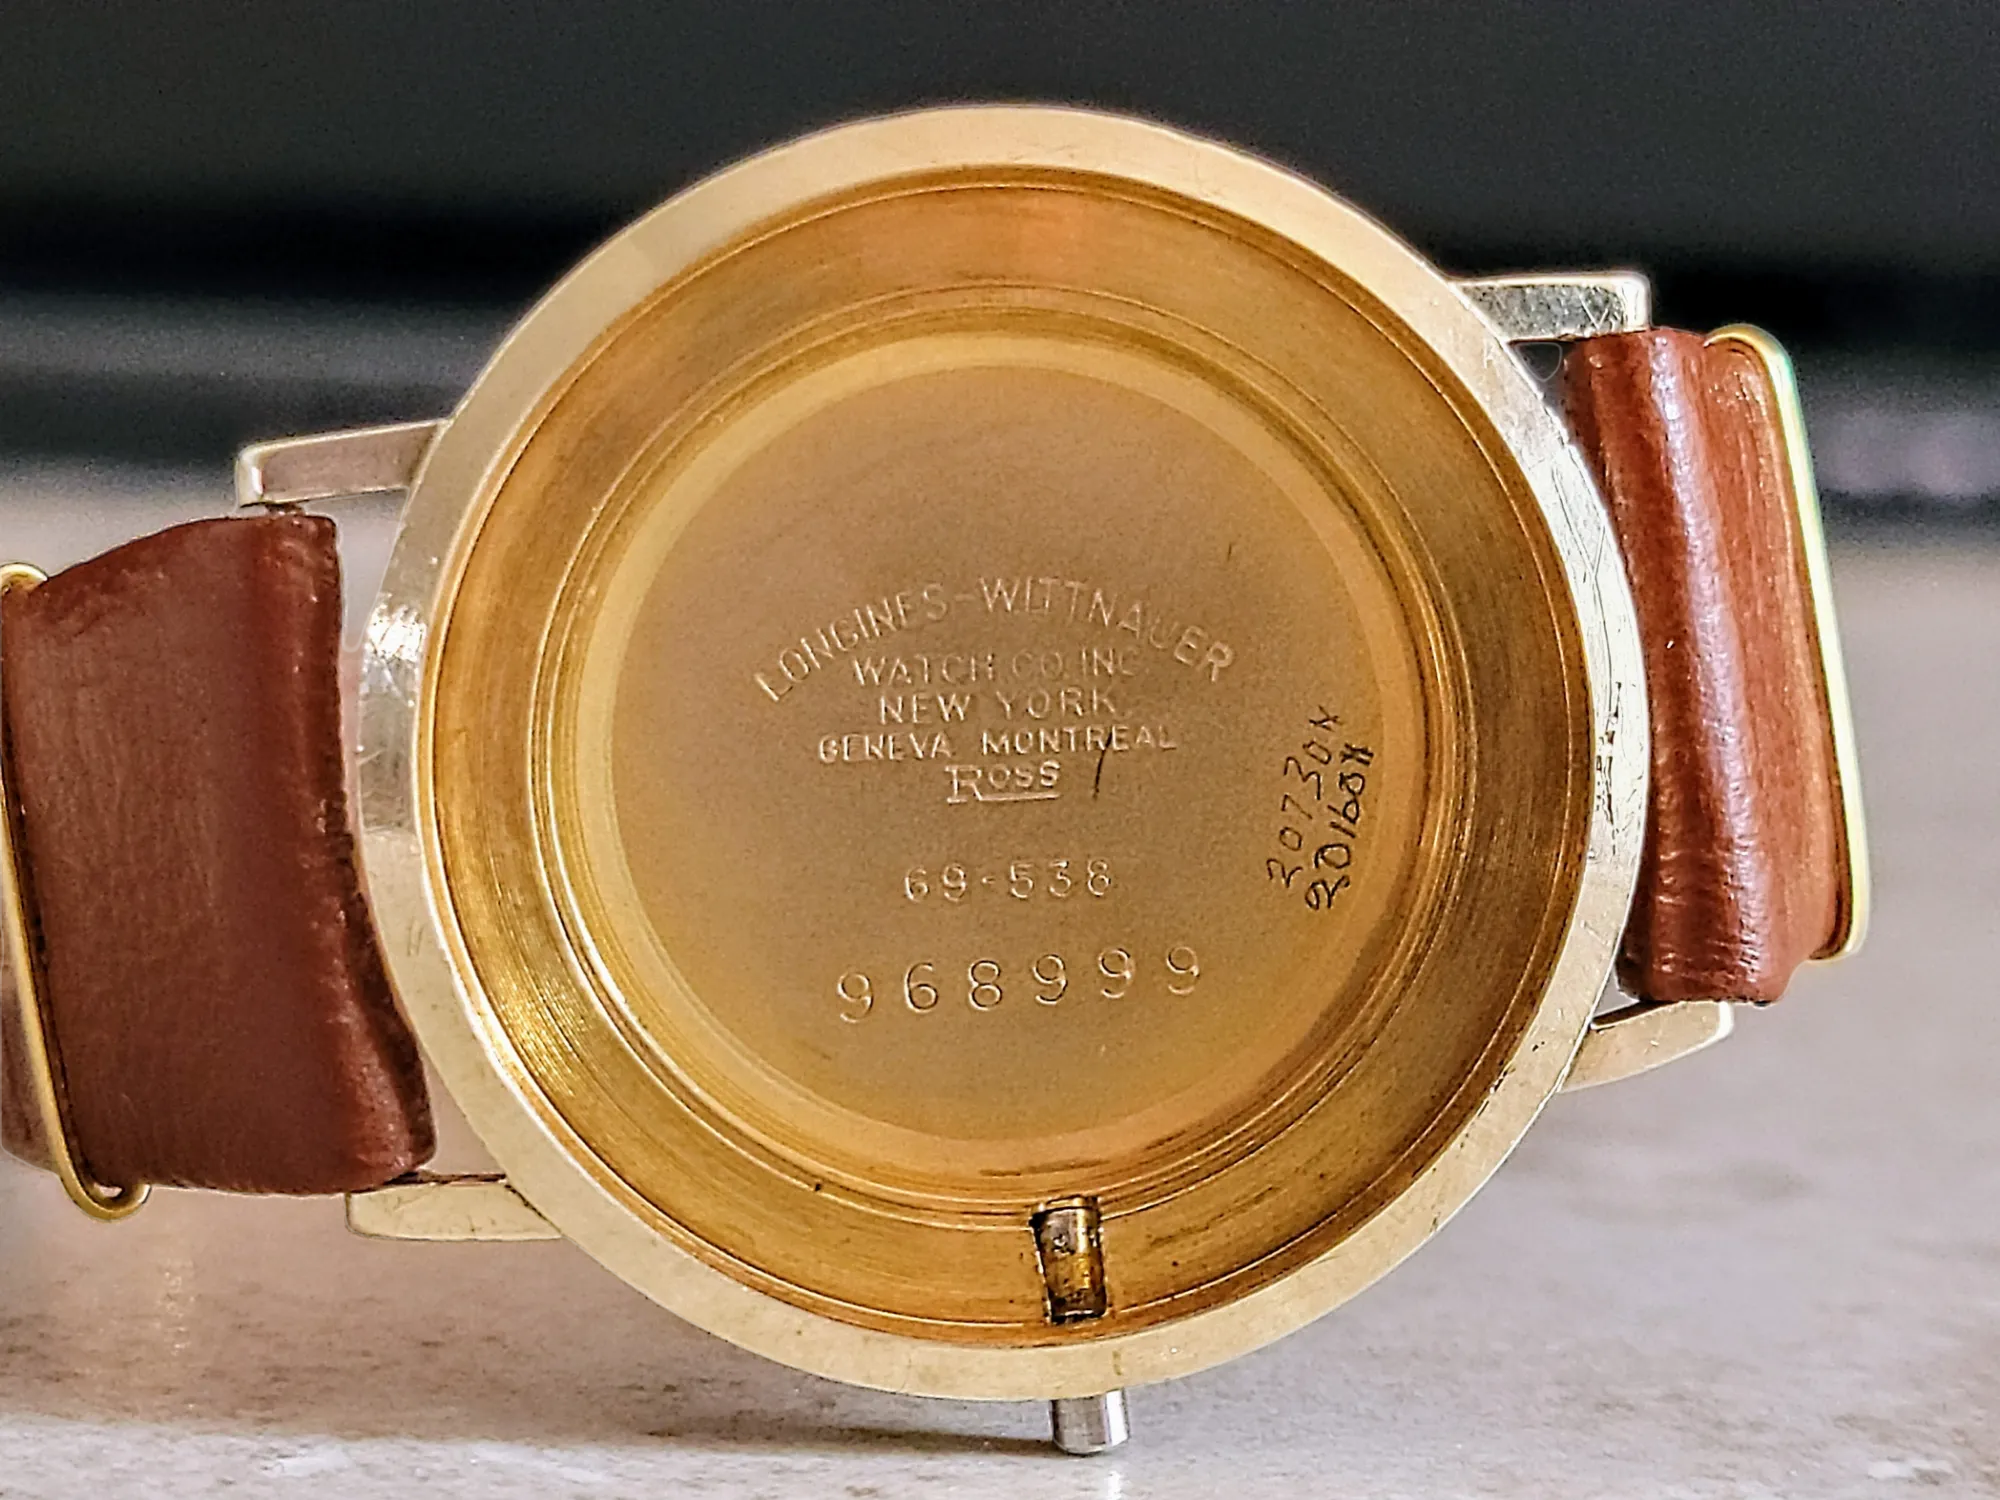 LONGINES-WITTNAUER
WATCH CO. INC
NEW YORK
GENEVA MONTREAL
ROSS
69-538
968999